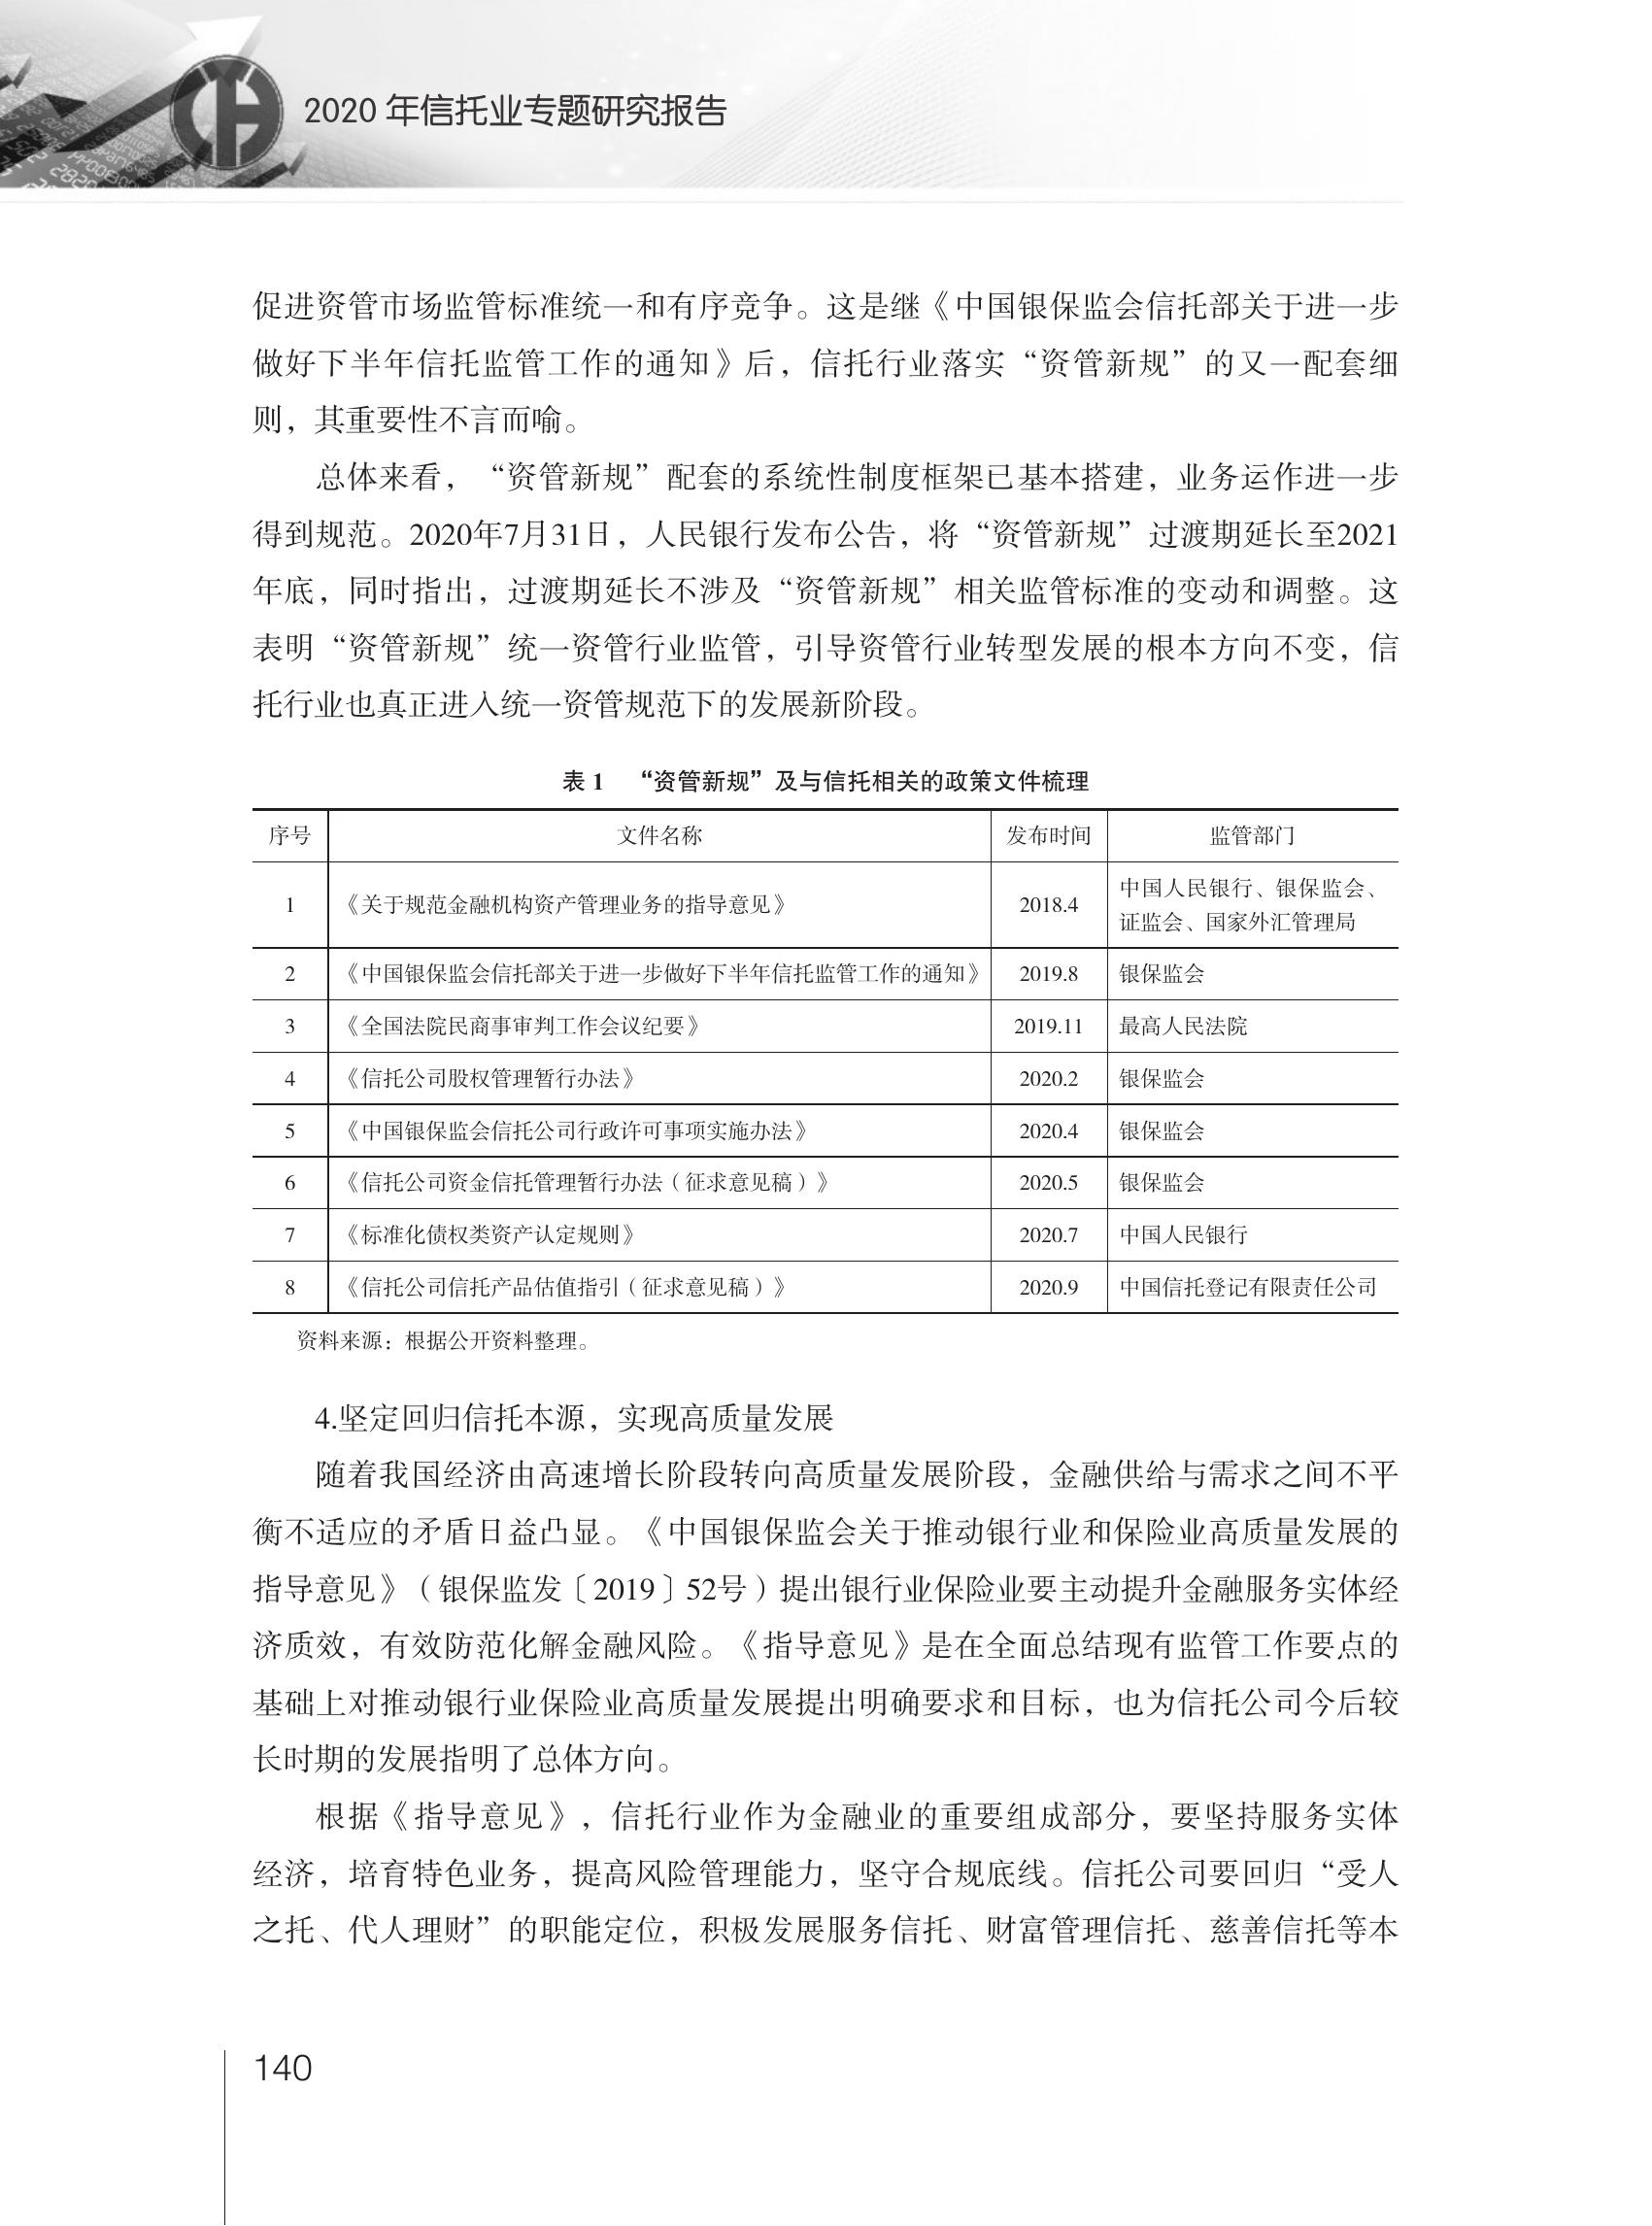 2020 年信托业专题研究报告
促进资管市场监管标准统一和有序竞争。这是继《中国银保监会信托部关于进一步
做好下半年信托监管工作的通知》后，信托行业落实“资管新规”的又一配套细
则，其重要性不言而喻。
总体来看，“资管新规”配套的系统性制度框架已基本搭建，业务运作进一步
得到规范。2020年7月31日，人民银行发布公告，将“资管新规”过渡期延长至2021
年底，同时指出，过渡期延长不涉及“资管新规”相关监管标准的变动和调整。这
表明“资管新规”统一资管行业监管，引导资管行业转型发展的根本方向不变，信
托行业也真正进入统一资管规范下的发展新阶段。
表 1 “资管新规”及与信托相关的政策文件梳理
序号 文件名称 发布时间 监管部门
1 《关于规范金融机构资产管理业务的指导意见》 2018.4 中国人民银行、银保监会、
证监会、国家外汇管理局
2 《中国银保监会信托部关于进一步做好下半年信托监管工作的通知》 2019.8 银保监会
3 《全国法院民商事审判工作会议纪要》 2019.11 最高人民法院
4 《信托公司股权管理暂行办法》 2020.2 银保监会
5 《中国银保监会信托公司行政许可事项实施办法》 2020.4 银保监会
6 《信托公司资金信托管理暂行办法（征求意见稿）》 2020.5 银保监会
7 《标准化债权类资产认定规则》 2020.7 中国人民银行
8 《信托公司信托产品估值指引（征求意见稿）》 2020.9 中国信托登记有限责任公司
资料来源：根据公开资料整理。
4.坚定回归信托本源，实现高质量发展
随着我国经济由高速增长阶段转向高质量发展阶段，金融供给与需求之间不平
衡不适应的矛盾日益凸显。《中国银保监会关于推动银行业和保险业高质量发展的
指导意见》（银保监发〔2019〕52号）提出银行业保险业要主动提升金融服务实体经
济质效，有效防范化解金融风险。《指导意见》是在全面总结现有监管工作要点的
基础上对推动银行业保险业高质量发展提出明确要求和目标，也为信托公司今后较
长时期的发展指明了总体方向。
根据《指导意见》，信托行业作为金融业的重要组成部分，要坚持服务实体
经济，培育特色业务，提高风险管理能力，坚守合规底线。信托公司要回归“受人
之托、代人理财”的职能定位，积极发展服务信托、财富管理信托、慈善信托等本
140